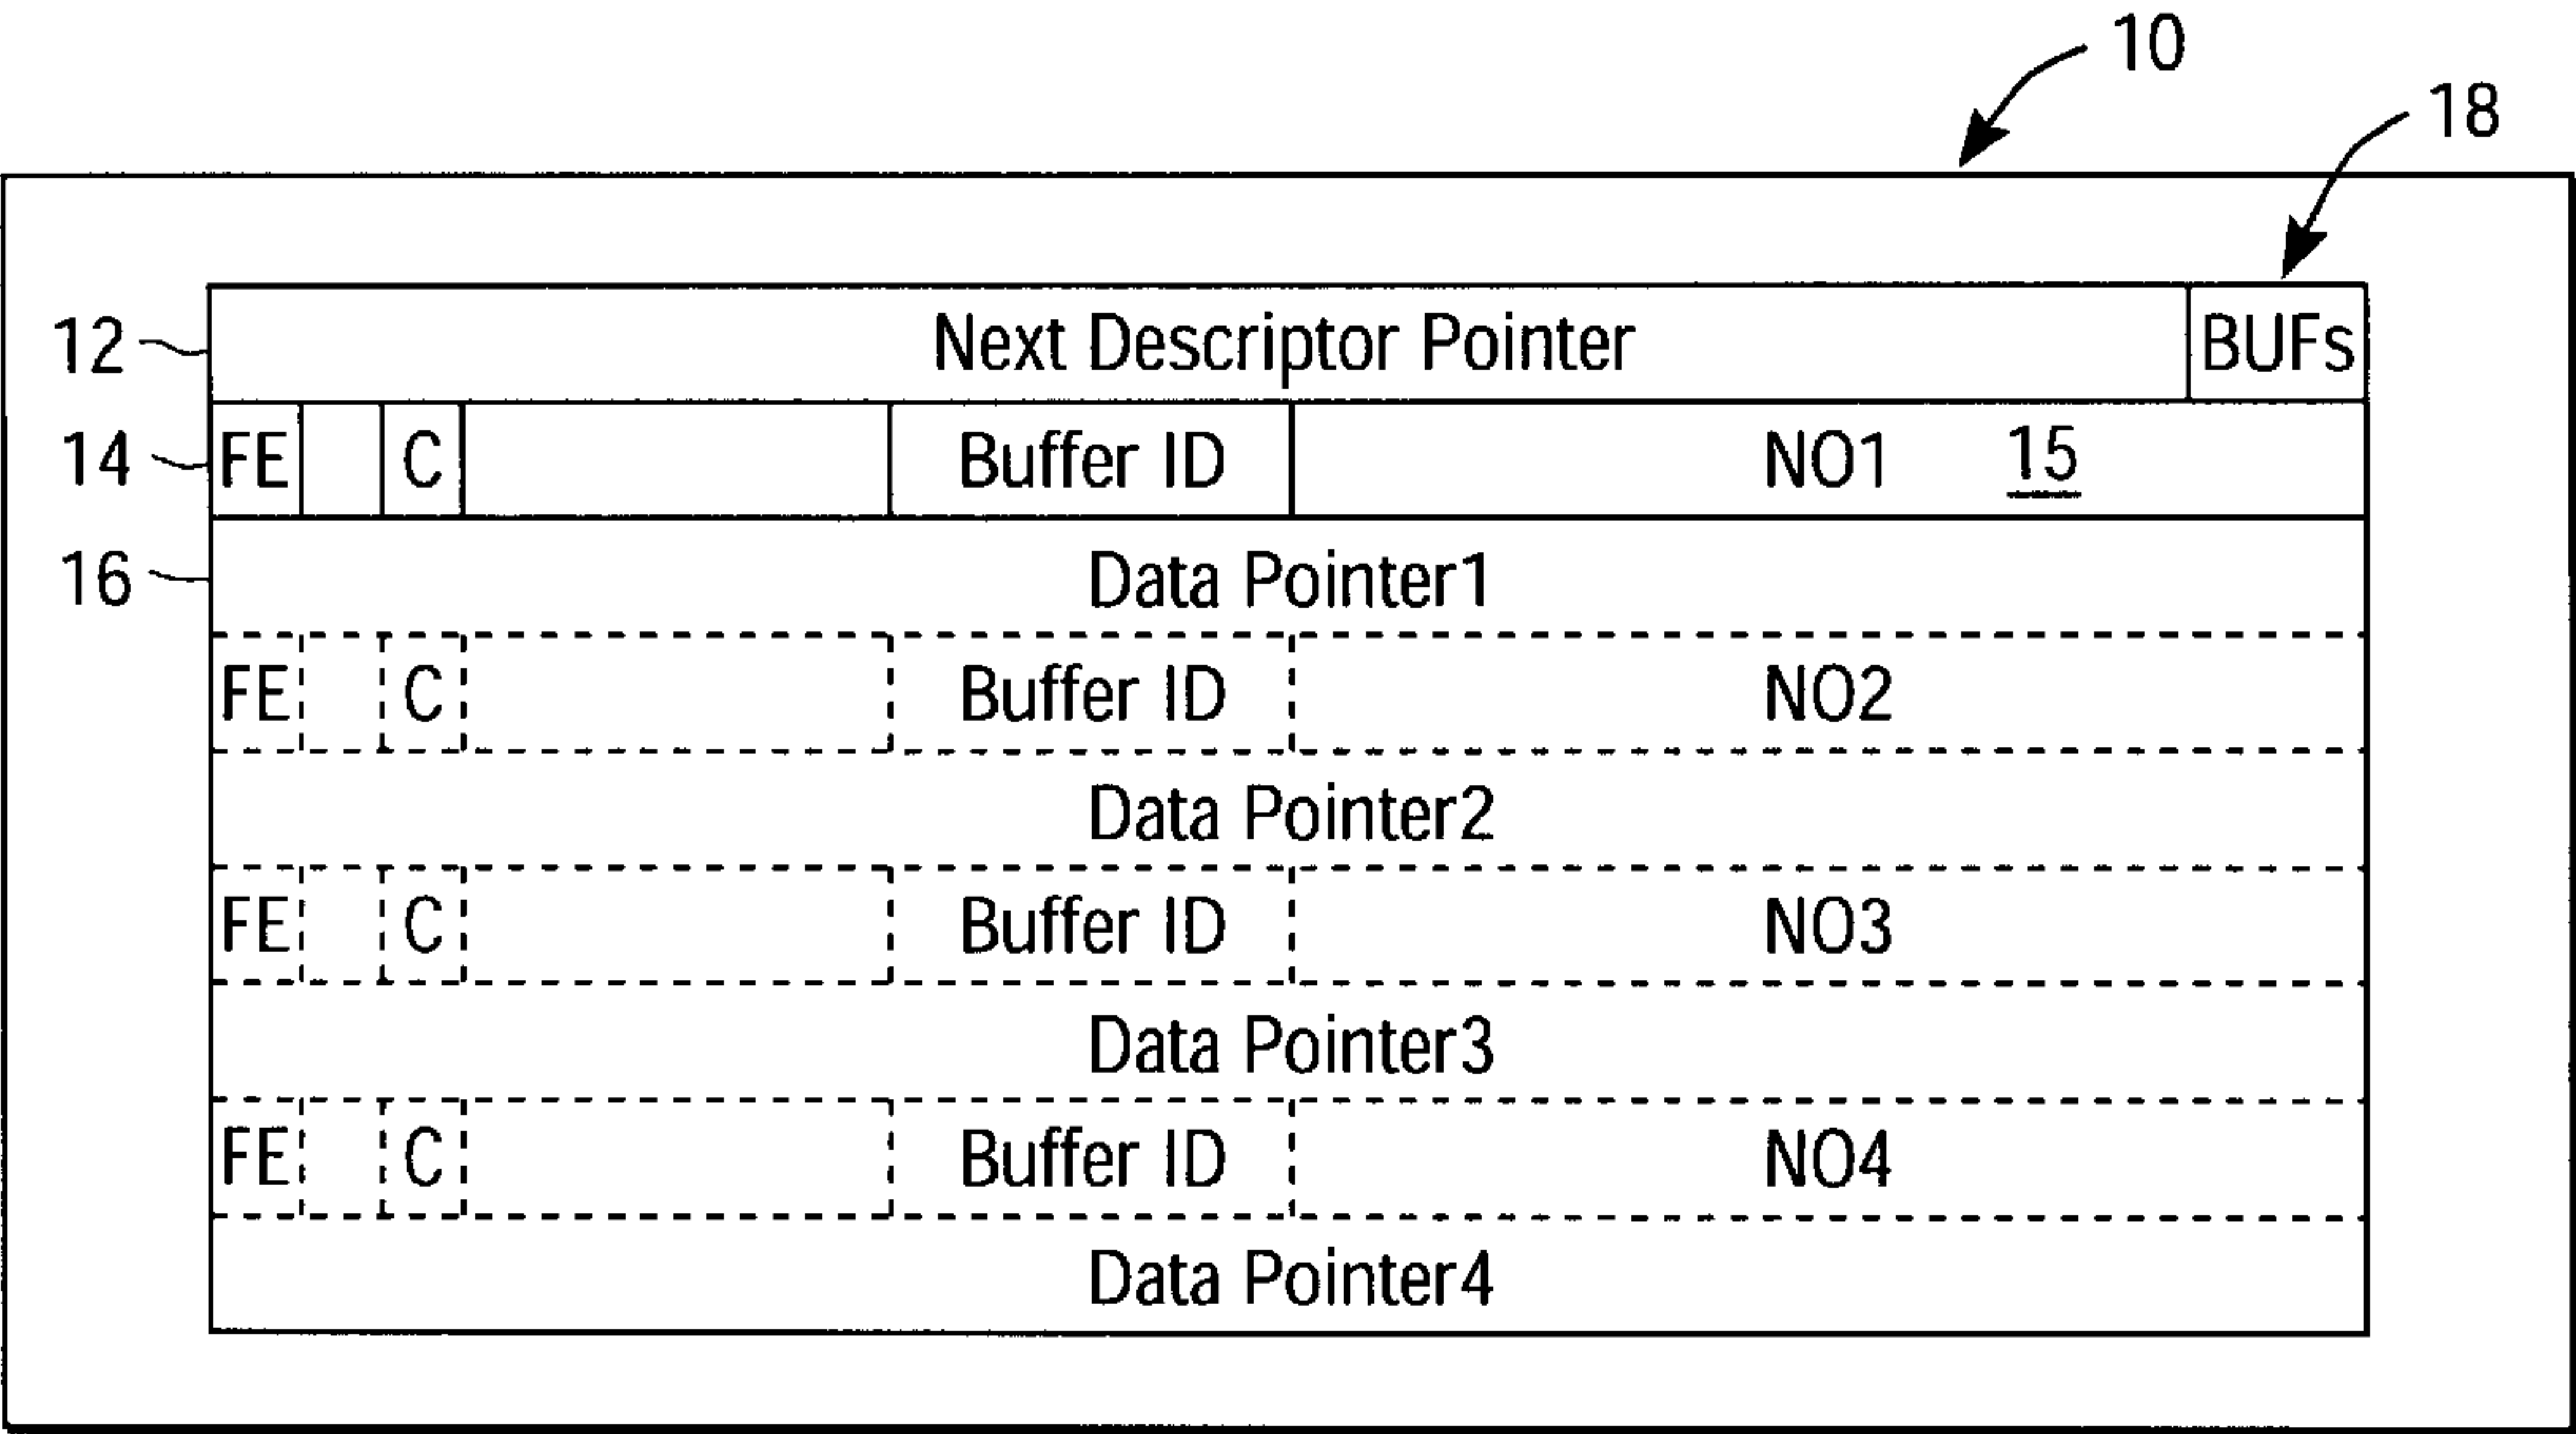 10
18
12 Next Descriptor Pointer BUFs
14 FE C Buffer ID NO1 15
16 Data Pointer1
FE C Buffer ID NO2
Data Pointer2
FE C Buffer ID NO3
Data Pointer3
FE C Buffer ID NO4
Data Pointer4